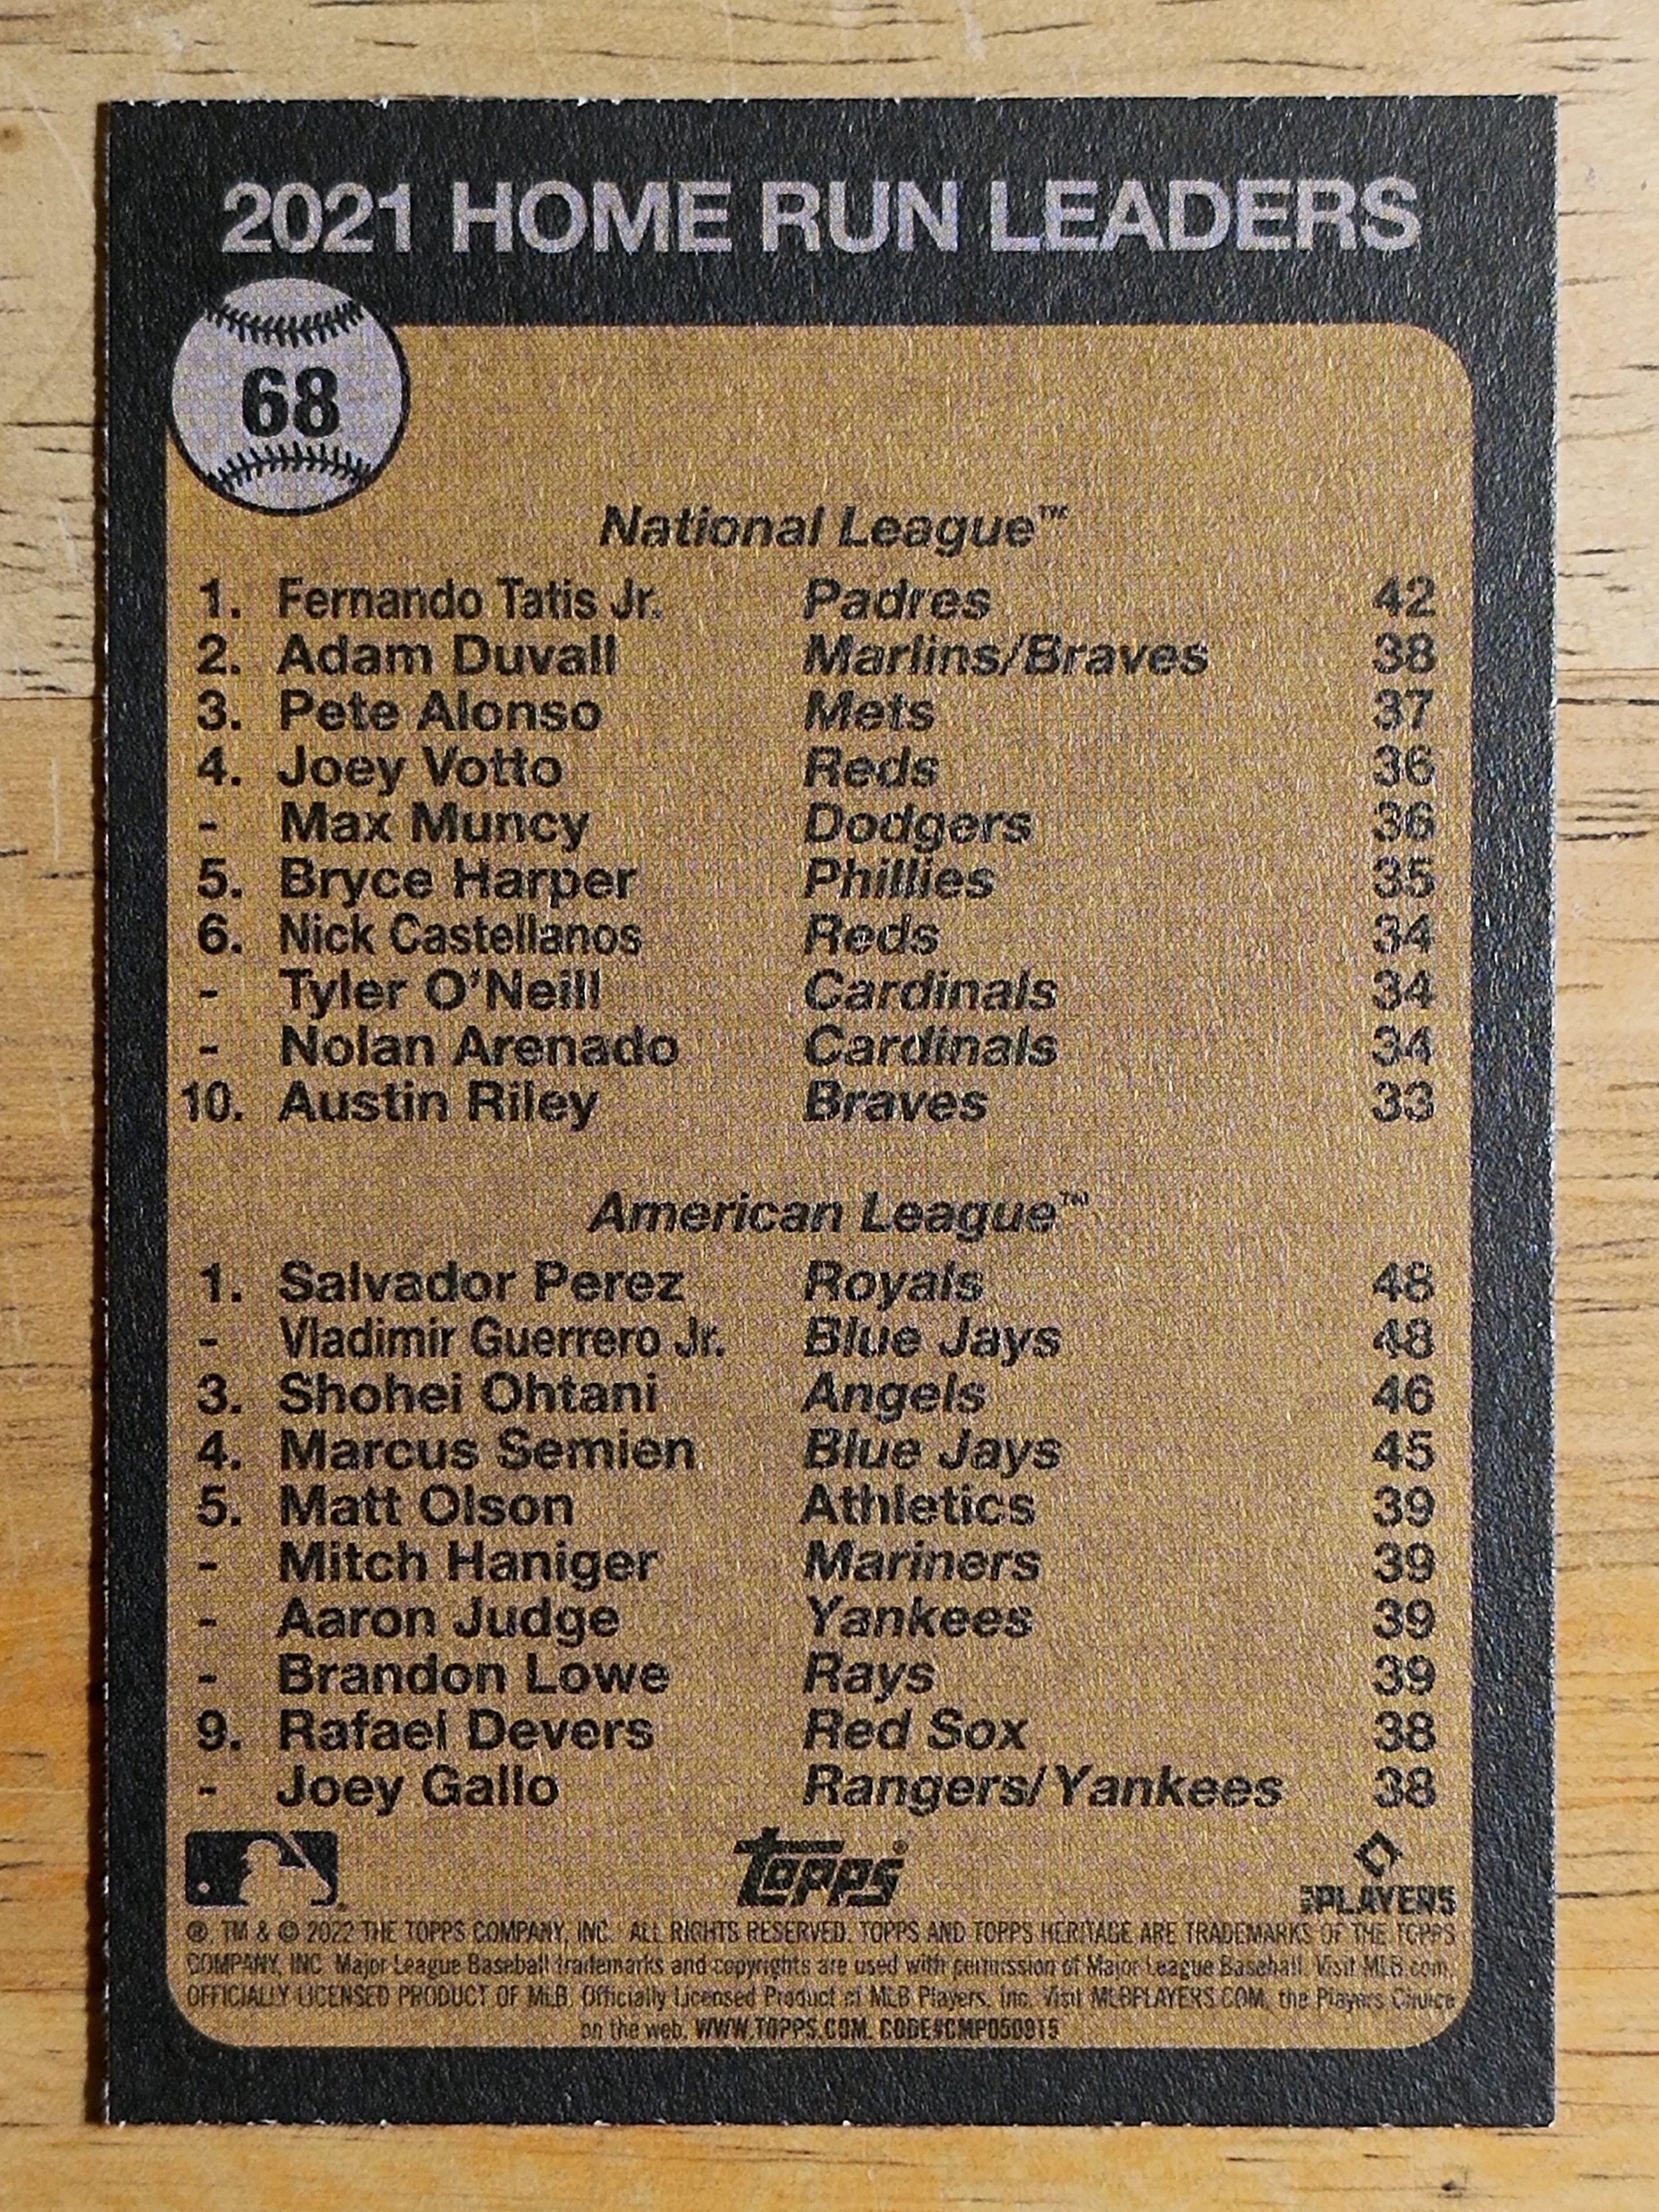 2021 HOME RUN LEADERS
68
National League™
1. Fernando Tatis Jr. Padres 42
2. Adam Duvall Marlins/Braves 38
3. Pete Alonso Mets 37
4. Joey Votto Reds 36
- Max Muncy Dodgers 36
5. Bryce Harper Phillies 35
6. Nick Castellanos Reds 34
- Tyler O'Neill Cardinals 34
- Nolan Arenado Cardinals 34
10. Austin Riley Braves 33
American League™
1. Salvador Perez Royals 48
- Vladimir Guerrero Jr. Blue Jays 48
3. Shohei Ohtani Angels 46
4. Marcus Semien Blue Jays 45
5. Matt Olson Athletics 39
- Mitch Haniger Mariners 39
- Aaron Judge Yankees 39
- Brandon Lowe Rays 39
9. Rafael Devers Red Sox 38
- Joey Gallo Rangers/Yankees 38
topps®
MLB PLAYERS
®, TM & © 2022 THE TOPPS COMPANY, INC. ALL RIGHTS RESERVED. TOPPS AND TOPPS HERITAGE ARE TRADEMARKS OF THE TOPPS
COMPANY, INC. Major League Baseball trademarks and copyrights are used with permission of Major League Baseball. Visit MLB.com.
OFFICIALLY LICENSED PRODUCT OF MLB Officially Licensed Product of MLB Players, Inc. Visit MLBPLAYERS.COM, the Players Choice
on the web. WWW.TOPPS.COM. CODE#CMP050915